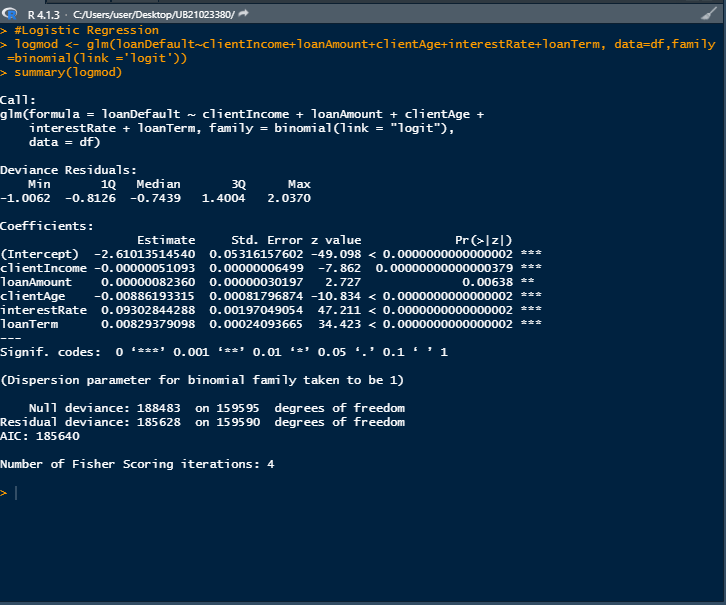 R 4.1.3 · C:/Users/user/Desktop/UB21023380/
> #Logistic Regression
> logmod <- glm(loanDefault~clientIncome+loanAmount+clientAge+interestRate+loanTerm, data=df,family
=binomial(link ='logit'))
> summary(logmod)
Call:
glm(formula = loanDefault ~ clientIncome + loanAmount + clientAge +
    interestRate + loanTerm, family = binomial(link = "logit"),
    data = df)
Deviance Residuals:
    Min       1Q   Median       3Q      Max
-1.0062  -0.8126  -0.7439   1.4004   2.0370
Coefficients:
                   Estimate     Std. Error z value             Pr(>|z|)
(Intercept)  -2.61013514540  0.05316157602 -49.098 < 0.0000000000000002 ***
clientIncome -0.00000051093  0.00000006499  -7.862  0.00000000000000379 ***
loanAmount    0.00000082360  0.00000030197   2.727              0.00638 **
clientAge    -0.00886193315  0.00081796874 -10.834 < 0.0000000000000002 ***
interestRate  0.09302844288  0.00197049054  47.211 < 0.0000000000000002 ***
loanTerm      0.00829379098  0.00024093665  34.423 < 0.0000000000000002 ***
---
Signif. codes:  0 ‘***’ 0.001 ‘**’ 0.01 ‘*’ 0.05 ‘.’ 0.1 ‘ ’ 1
(Dispersion parameter for binomial family taken to be 1)
    Null deviance: 188483  on 159595  degrees of freedom
Residual deviance: 185628  on 159590  degrees of freedom
AIC: 185640
Number of Fisher Scoring iterations: 4
>